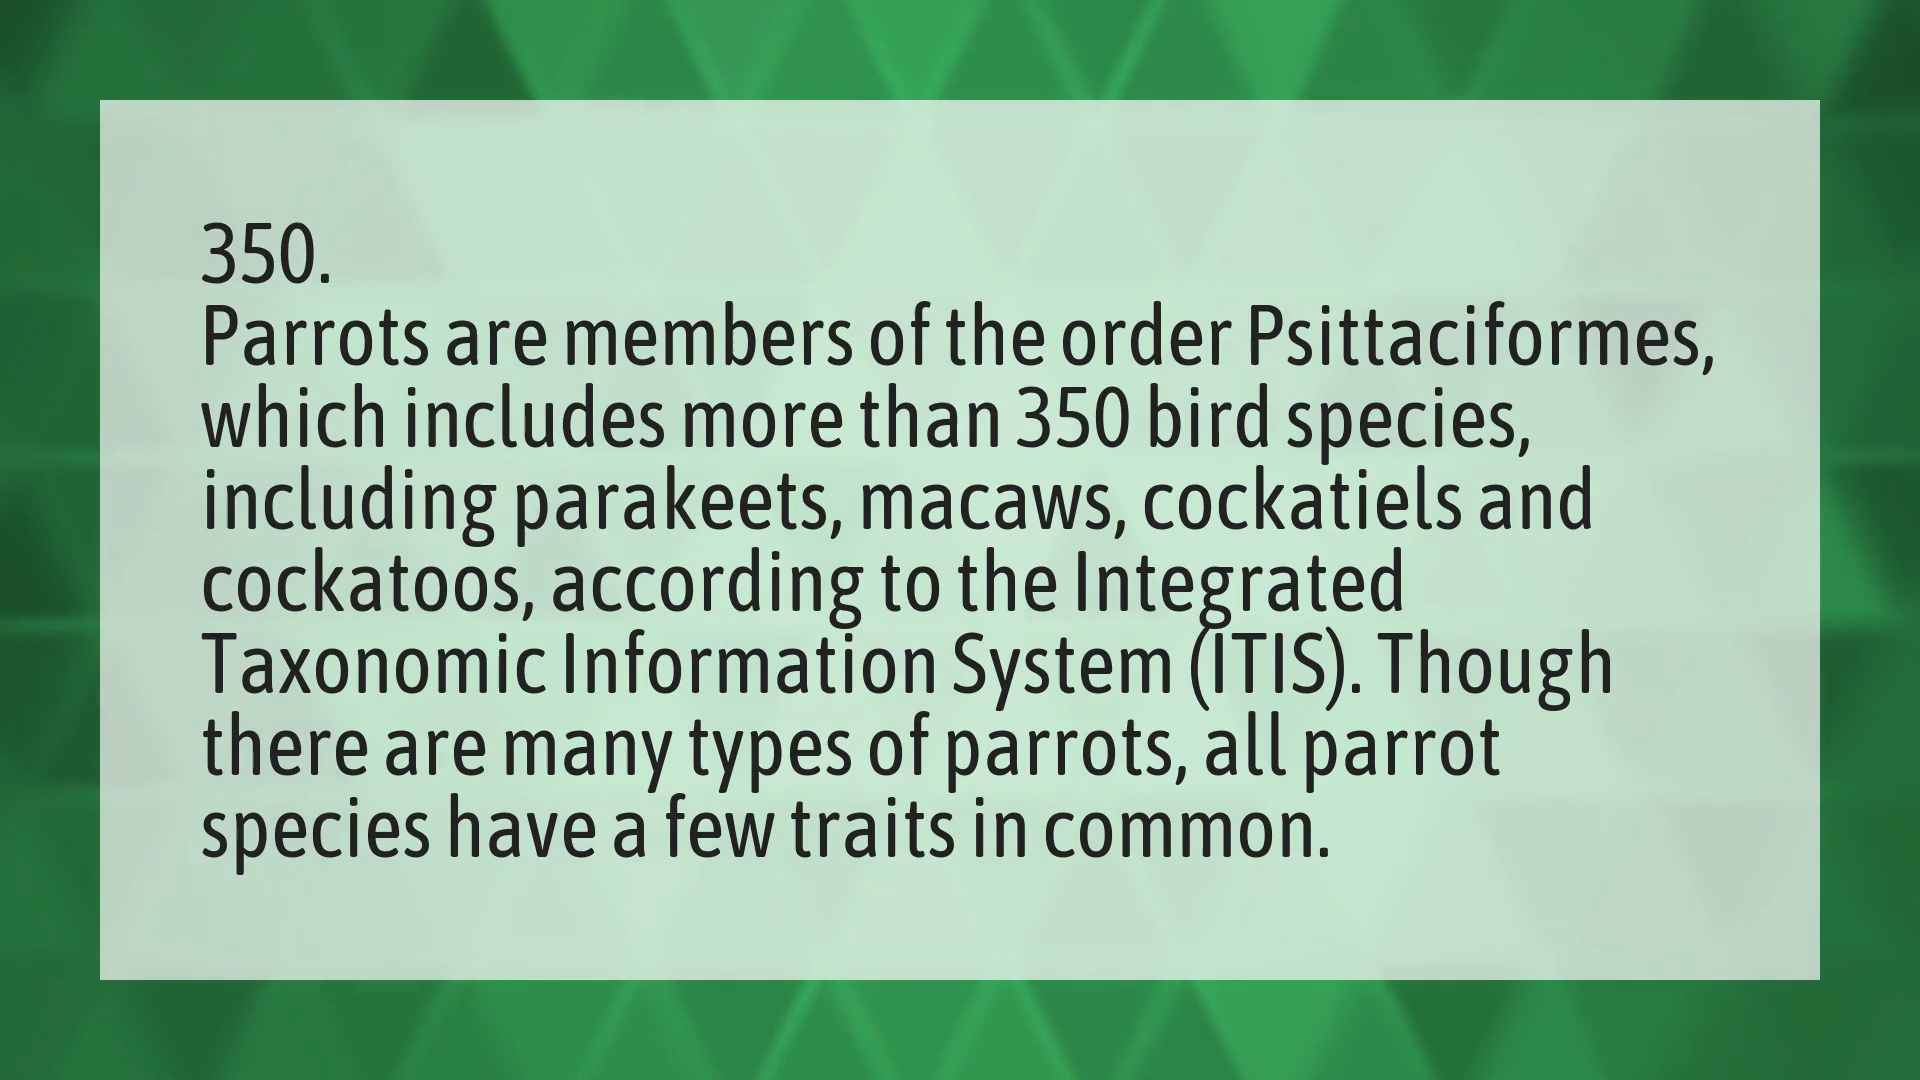 350.
Parrots are members of the order Psittaciformes,
which includes more than 350 bird species,
including parakeets, macaws, cockatiels and
cockatoos, according to the Integrated
Taxonomic Information System (ITIS). Though
there are many types of parrots, all parrot
species have a few traits in common.